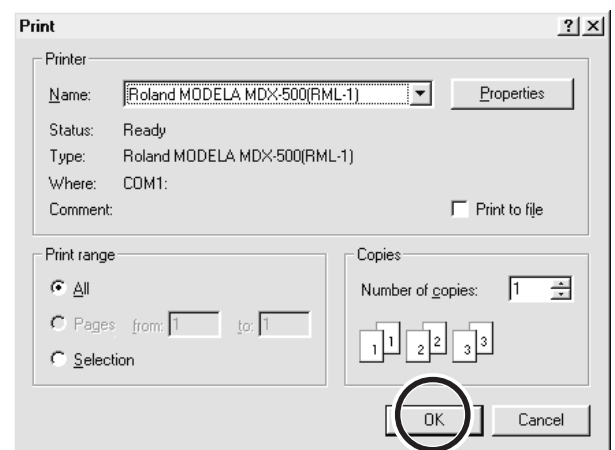 Print
Printer
Name: Roland MODELA MDX-500(RML-1) Properties
Status: Ready
Type: Roland MODELA MDX-500(RML-1)
Where: COM1:
Comment: Print to file
Print range Copies
All Number of copies: 1
Pages from: 1 to: 1
1 1 2 2 3 3
Selection
OK Cancel